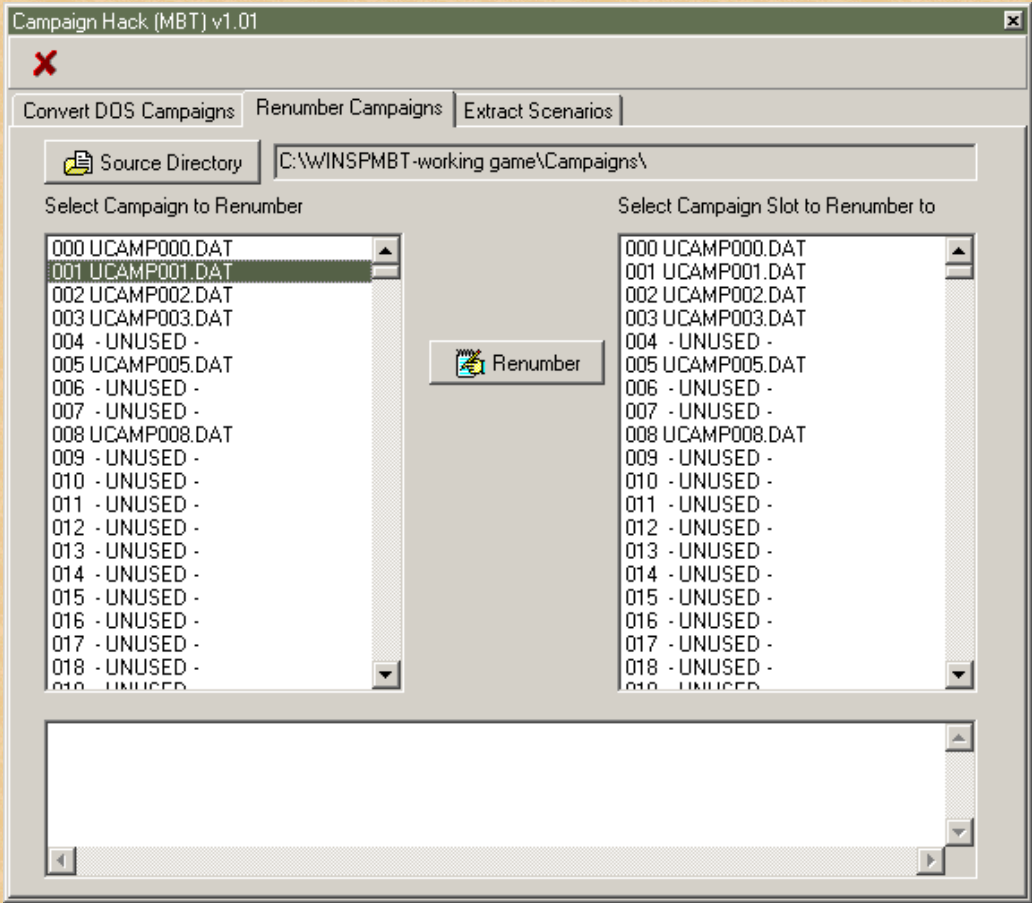 Campaign Hack (MBT) v1.01
Convert DOS Campaigns
Renumber Campaigns
Extract Scenarios
Source Directory
C:\WINSPMBT-working game\Campaigns\
Select Campaign to Renumber
000 UCAMP000.DAT
001 UCAMP001.DAT
002 UCAMP002.DAT
003 UCAMP003.DAT
004 - UNUSED -
005 UCAMP005.DAT
006 - UNUSED -
007 - UNUSED -
008 UCAMP008.DAT
009 - UNUSED -
010 - UNUSED -
011 - UNUSED -
012 - UNUSED -
013 - UNUSED -
014 - UNUSED -
015 - UNUSED -
016 - UNUSED -
017 - UNUSED -
018 - UNUSED -
019 - UNUSED -
Renumber
Select Campaign Slot to Renumber to
000 UCAMP000.DAT
001 UCAMP001.DAT
002 UCAMP002.DAT
003 UCAMP003.DAT
004 - UNUSED -
005 UCAMP005.DAT
006 - UNUSED -
007 - UNUSED -
008 UCAMP008.DAT
009 - UNUSED -
010 - UNUSED -
011 - UNUSED -
012 - UNUSED -
013 - UNUSED -
014 - UNUSED -
015 - UNUSED -
016 - UNUSED -
017 - UNUSED -
018 - UNUSED -
019 - UNUSED -